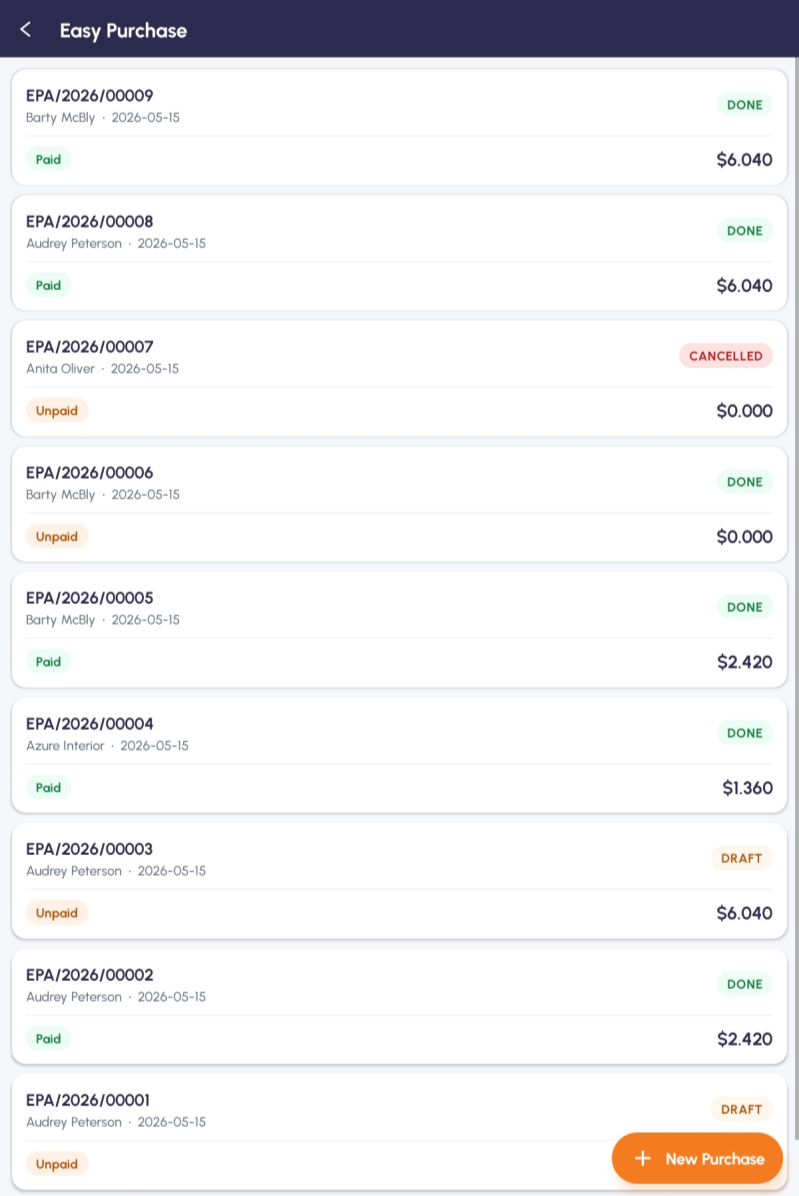 Easy Purchase
EPA/2026/00009
DONE
Barty McBly · 2026-05-15
Paid
$6.040
EPA/2026/00008
DONE
Audrey Peterson · 2026-05-15
Paid
$6.040
EPA/2026/00007
CANCELLED
Anita Oliver · 2026-05-15
Unpaid
$0.000
EPA/2026/00006
DONE
Barty McBly · 2026-05-15
Unpaid
$0.000
EPA/2026/00005
DONE
Barty McBly · 2026-05-15
Paid
$2.420
EPA/2026/00004
DONE
Azure Interior · 2026-05-15
Paid
$1.360
EPA/2026/00003
DRAFT
Audrey Peterson · 2026-05-15
Unpaid
$6.040
EPA/2026/00002
DONE
Audrey Peterson · 2026-05-15
Paid
$2.420
EPA/2026/00001
DRAFT
Audrey Peterson · 2026-05-15
Unpaid
+ New Purchase